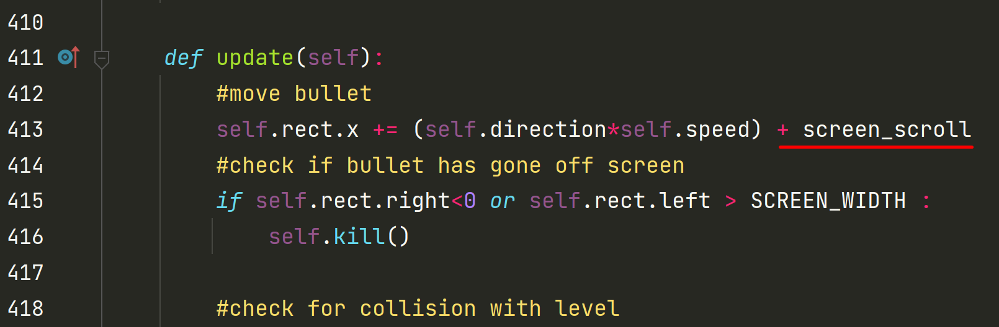 410
411 def update(self):
412 #move bullet
413 self.rect.x += (self.direction*self.speed) + screen_scroll
414 #check if bullet has gone off screen
415 if self.rect.right<0 or self.rect.left > SCREEN_WIDTH :
416 self.kill()
417
418 #check for collision with level